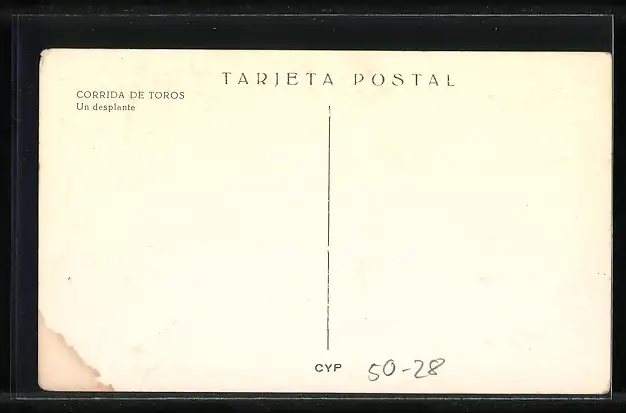 TARJETA POSTAL
CORRIDA DE TOROS
Un desplante
CYP 50-28